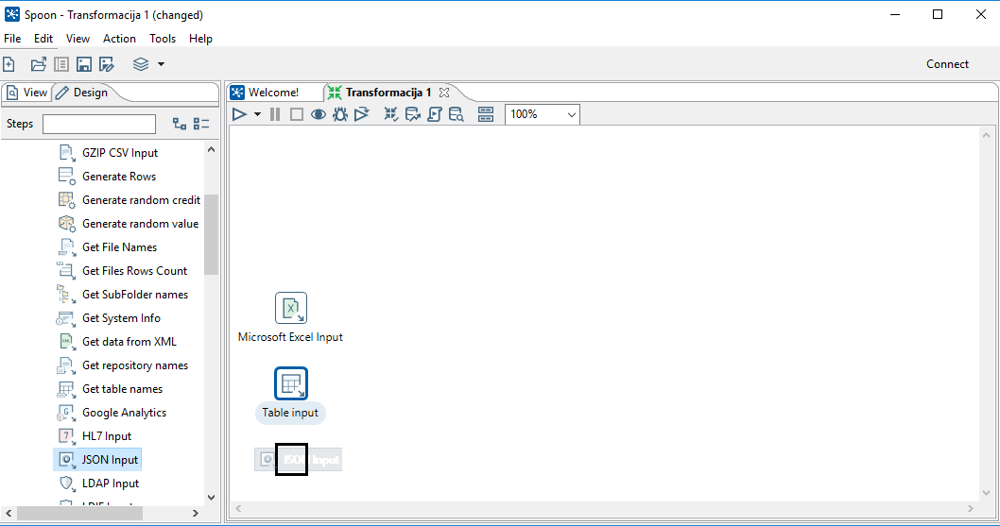 Spoon - Transformacija 1 (changed)
File Edit View Action Tools Help
Connect
View Design
Welcome! Transformacija 1
Steps
100%
GZIP CSV Input
Generate Rows
Generate random credit
Generate random value
Get File Names
Get Files Rows Count
Get SubFolder names
Get System Info
Get data from XML
Get repository names
Get table names
Google Analytics
HL7 Input
JSON Input
LDAP Input
LDIF Input
Microsoft Excel Input
Table input
JSON Input